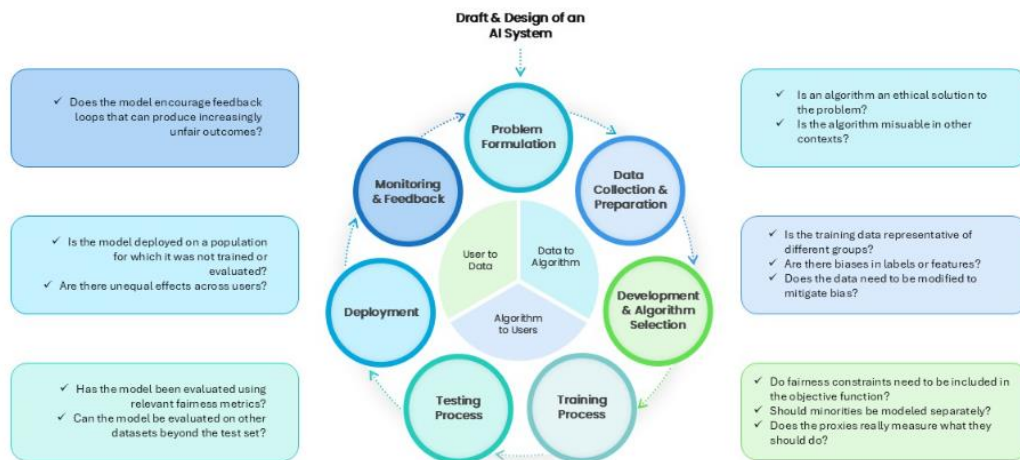 Draft & Design of an
AI System
✓ Does the model encourage feedback
loops that can produce increasingly
unfair outcomes?
✓ Is an algorithm an ethical solution to
the problem?
✓ Is the algorithm misuable in other
contexts?
Problem
Formulation
Monitoring
& Feedback
Data
Collection &
Preparation
✓ Is the model deployed on a population
for which it was not trained or
evaluated?
✓ Are there unequal effects across users?
User to
Data
Data to
Algorithm
Algorithm
to Users
✓ Is the training data representative of
different groups?
✓ Are there biases in labels or features?
✓ Does the data need to be modified to
mitigate bias?
Deployment
Development
& Algorithm
Selection
✓ Has the model been evaluated using
relevant fairness metrics?
✓ Can the model be evaluated on other
datasets beyond the test set?
Testing
Process
Training
Process
✓ Do fairness constraints need to be included in
the objective function?
✓ Should minorities be modeled separately?
✓ Does the proxies really measure what they
should do?